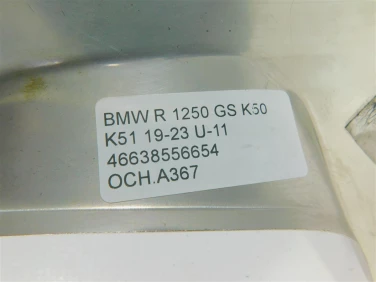 BMW R 1250 GS K50
K51 19-23 U-11
46638556654
OCH.A367